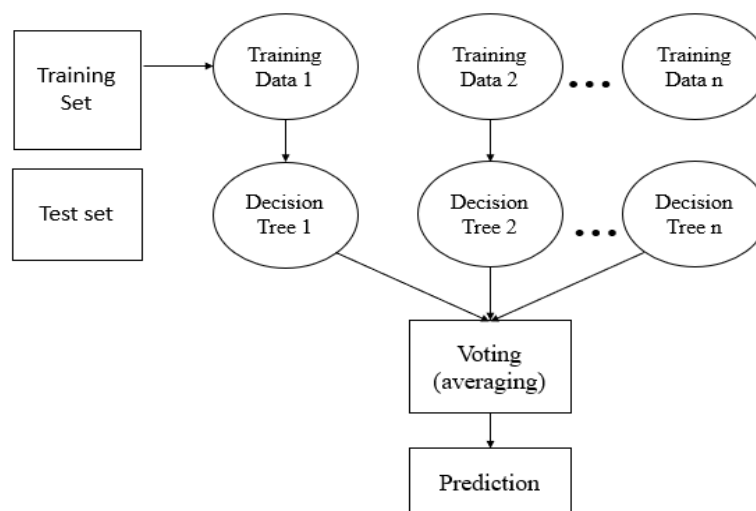 Training
Set
Training
Data 1
Training
Data 2
...
Training
Data n
Test set
Decision
Tree 1
Decision
Tree 2
...
Decision
Tree n
Voting
(averaging)
Prediction